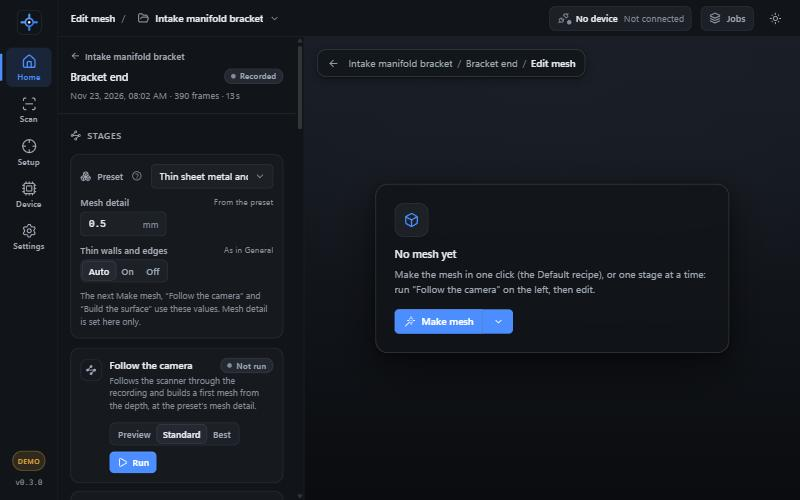 Edit mesh / Intake manifold bracket
No device Not connected
Jobs
Home
Scan
Setup
Device
Settings
DEMO
v0.3.0
Intake manifold bracket
Bracket end
Recorded
Nov 23, 2026, 08:02 AM · 390 frames · 13 s
STAGES
Preset
Thin sheet metal and
Mesh detail
From the preset
0.5 mm
Thin walls and edges
As in General
Auto On Off
The next Make mesh, "Follow the camera" and
"Build the surface" use these values. Mesh detail
is set here only.
Follow the camera
Not run
Follows the scanner through the
recording and builds a first mesh from
the depth, at the preset's mesh detail.
Preview Standard Best
Run
Intake manifold bracket / Bracket end / Edit mesh
No mesh yet
Make the mesh in one click (the Default recipe), or one stage at a time:
run "Follow the camera" on the left, then edit.
Make mesh